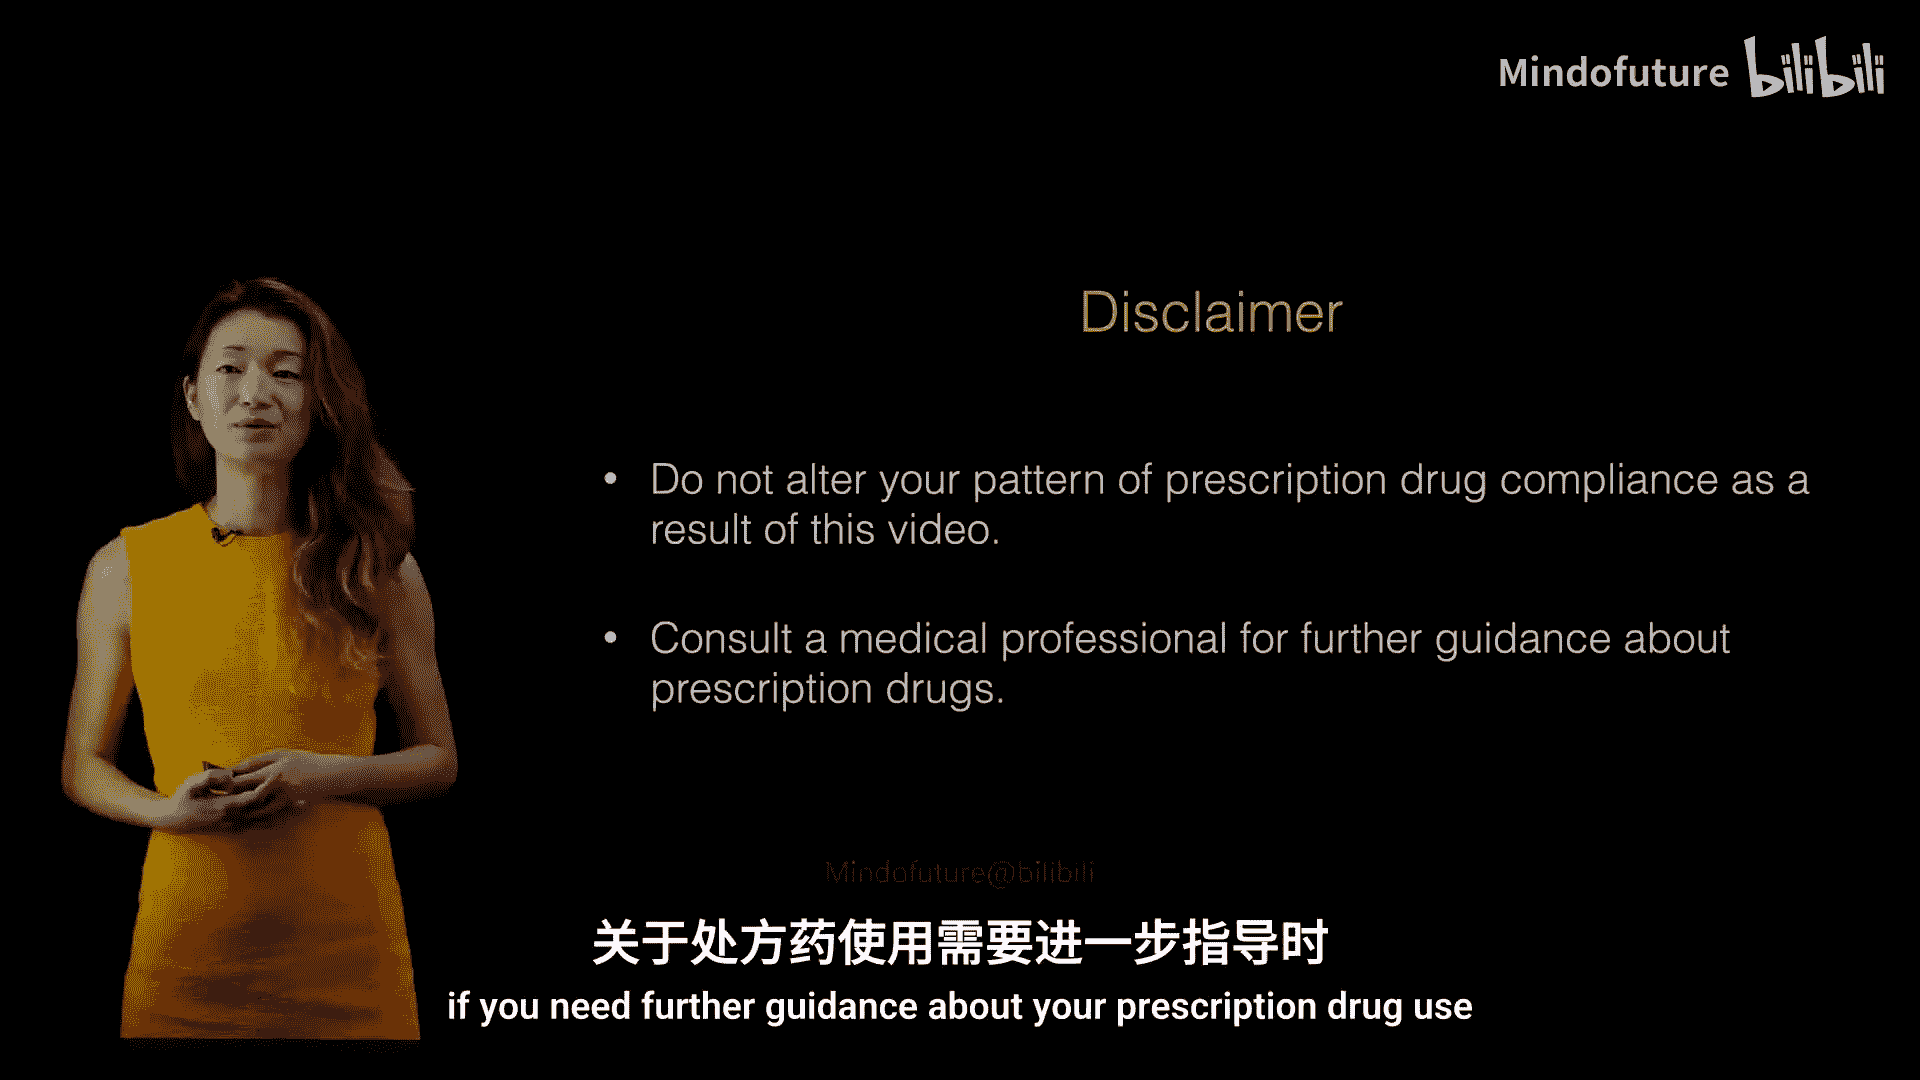 Mindofuture bilibili
Disclaimer
• Do not alter your pattern of prescription drug compliance as a
result of this video.
• Consult a medical professional for further guidance about
prescription drugs.
Mindofuture@bilibili
关于处方药使用需要进一步指导时
if you need further guidance about your prescription drug use